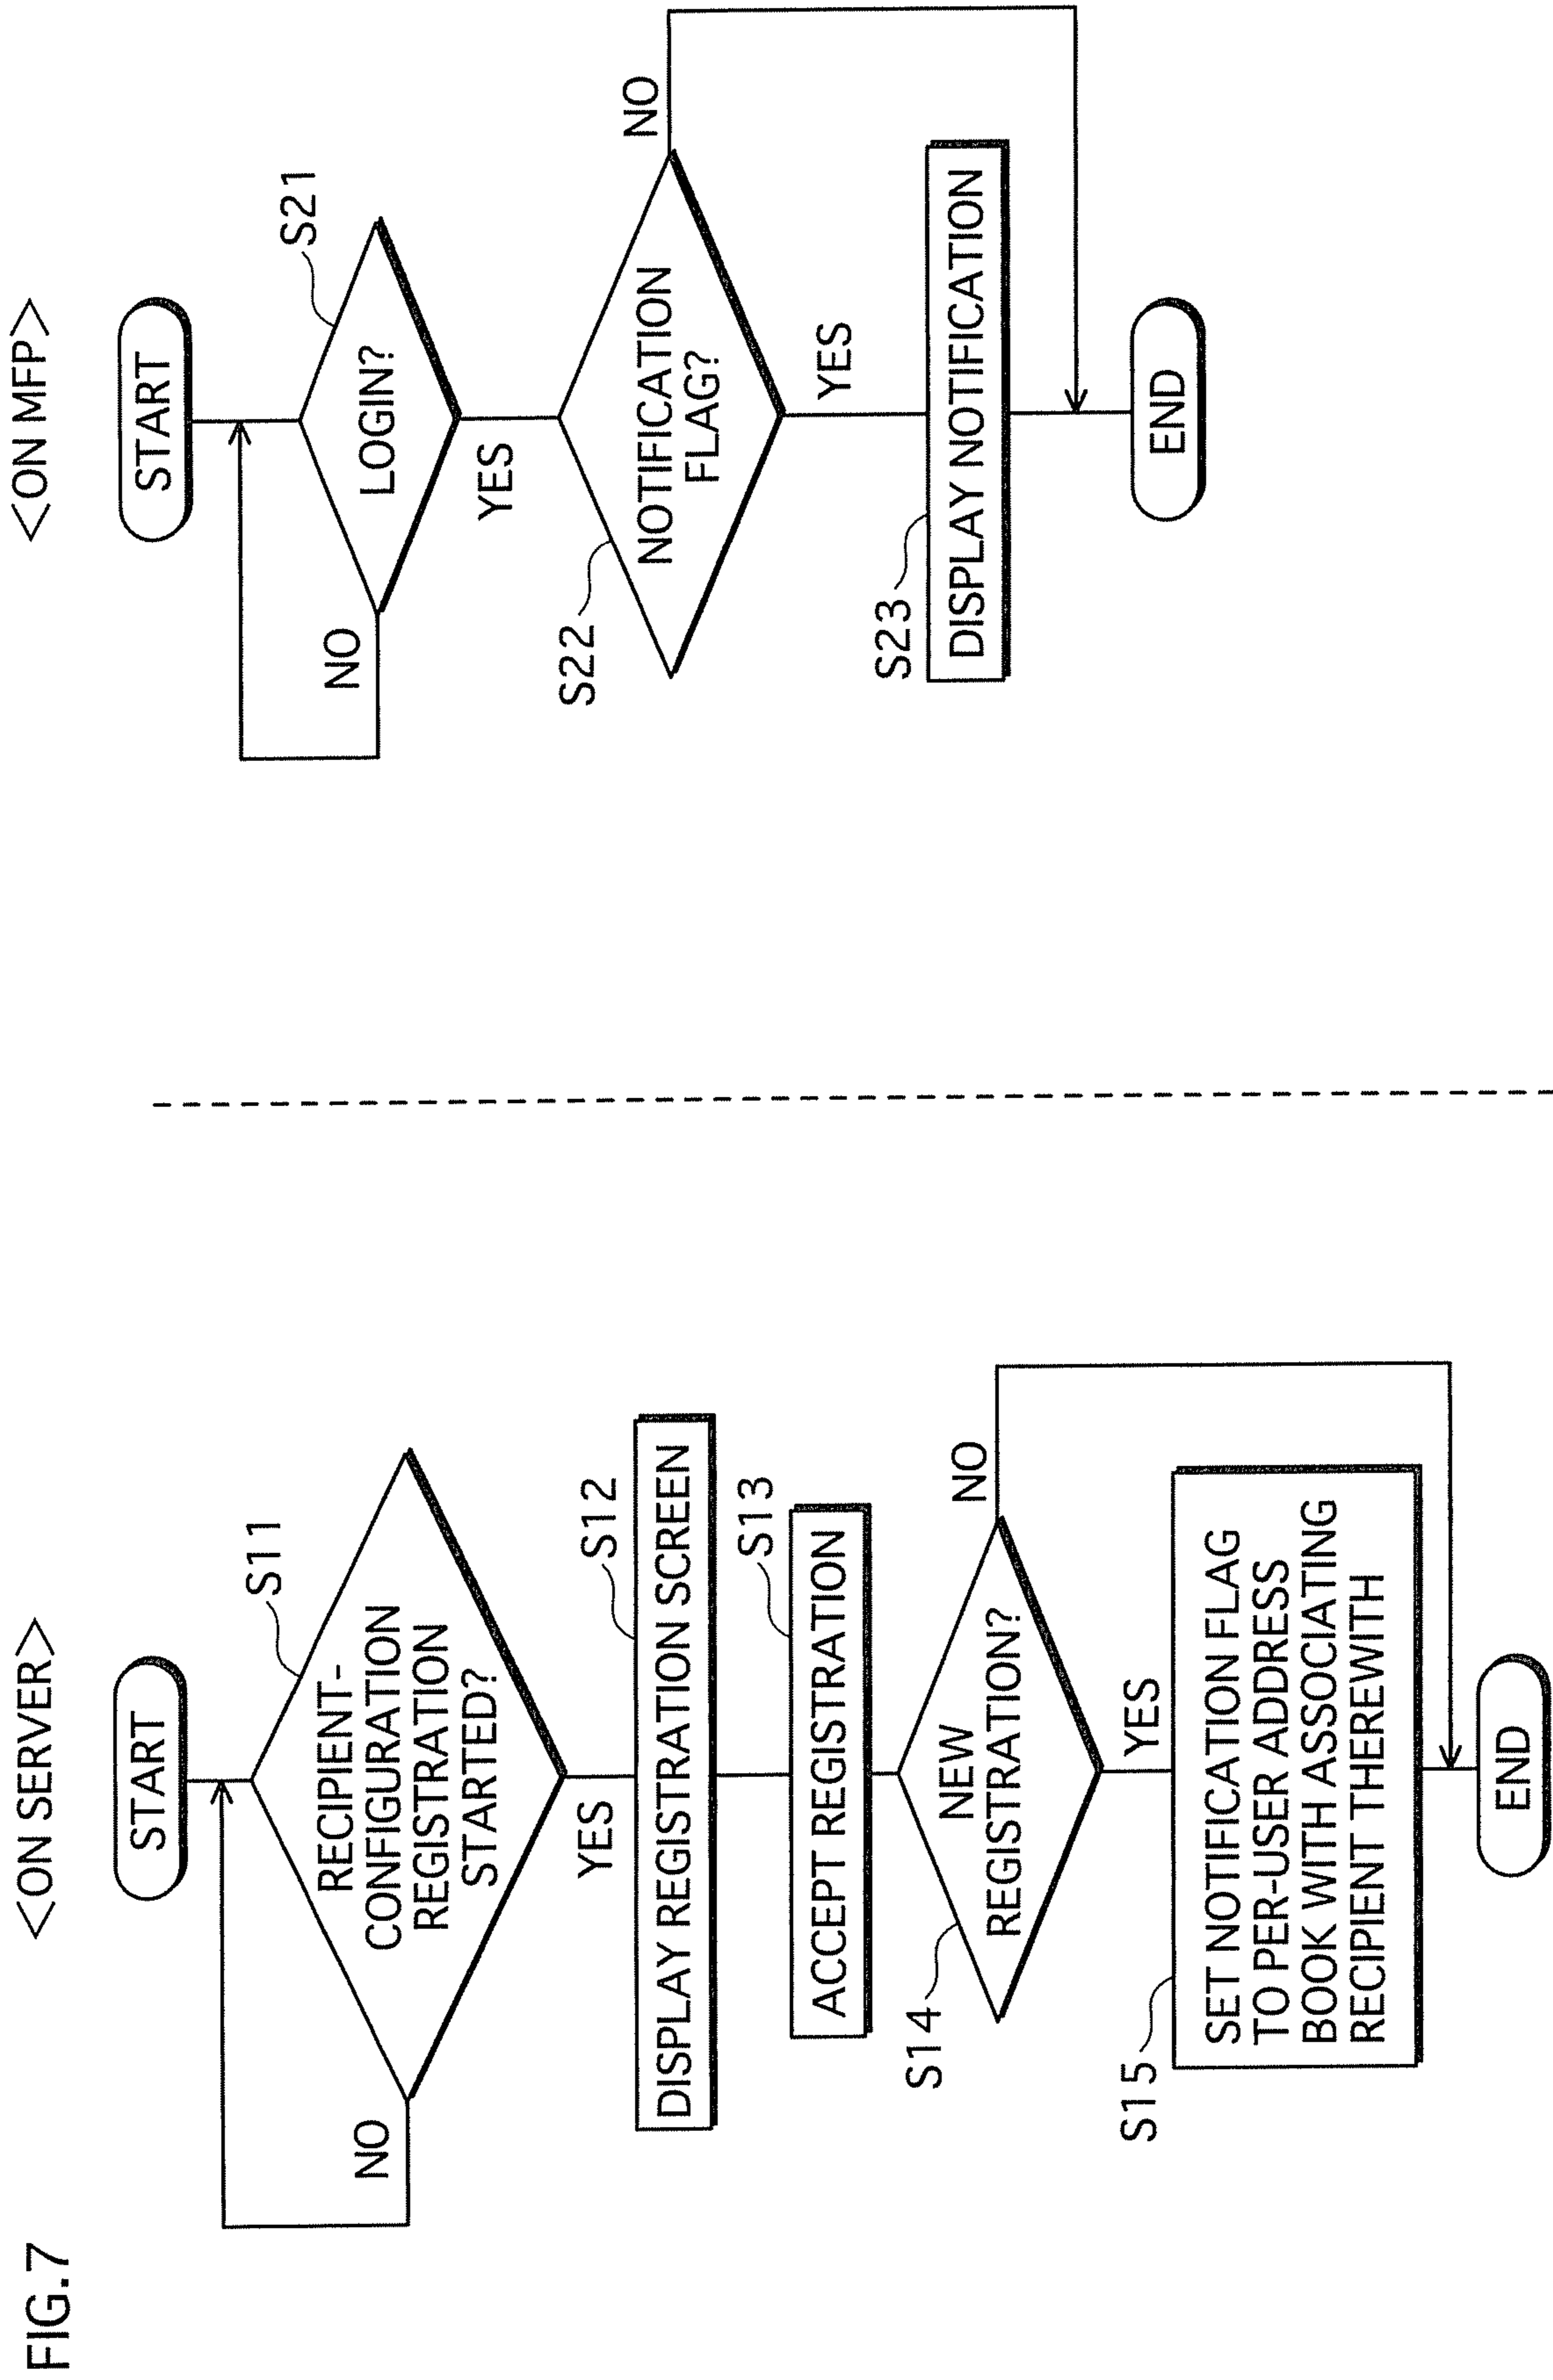 FIG.7
<ON SERVER>
START
S11
RECIPIENT-
CONFIGURATION
REGISTRATION
STARTED?
NO
YES
S12
DISPLAY REGISTRATION SCREEN
S13
ACCEPT REGISTRATION
S14
NEW
REGISTRATION?
NO
YES
S15
SET NOTIFICATION FLAG
TO PER-USER ADDRESS
BOOK WITH ASSOCIATING
RECIPIENT THEREWITH
END
<ON MFP>
START
S21
LOGIN?
NO
YES
S22
NOTIFICATION
FLAG?
NO
YES
S23
DISPLAY NOTIFICATION
END